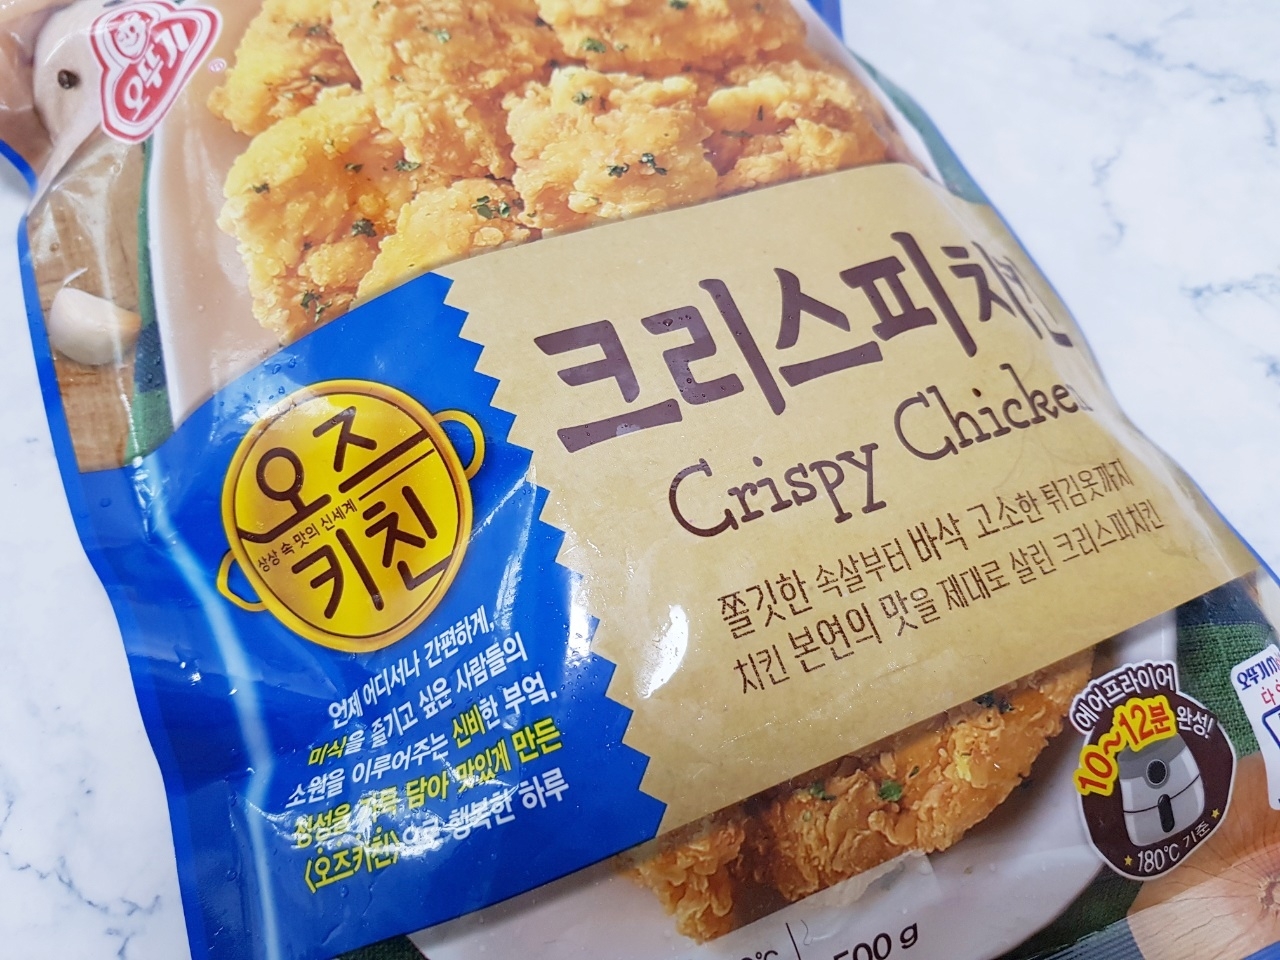 오뚜기
크리스피치킨
Crispy Chicken
쫄깃한 속살부터 바삭 고소한 튀김옷까지
치킨 본연의 맛을 제대로 살린 크리스피치킨
오즈
상상 속 맛의 신세계
키친
언제 어디서나 간편하게,
미식을 즐기고 싶은 사람들의
소원을 이루어주는 신비한 부엌.
정성을 가득 담아 맛있게 만든
<오즈키친>으로 행복한 하루
에어프라이어
10~12분 완성!
180℃ 기준
500 g